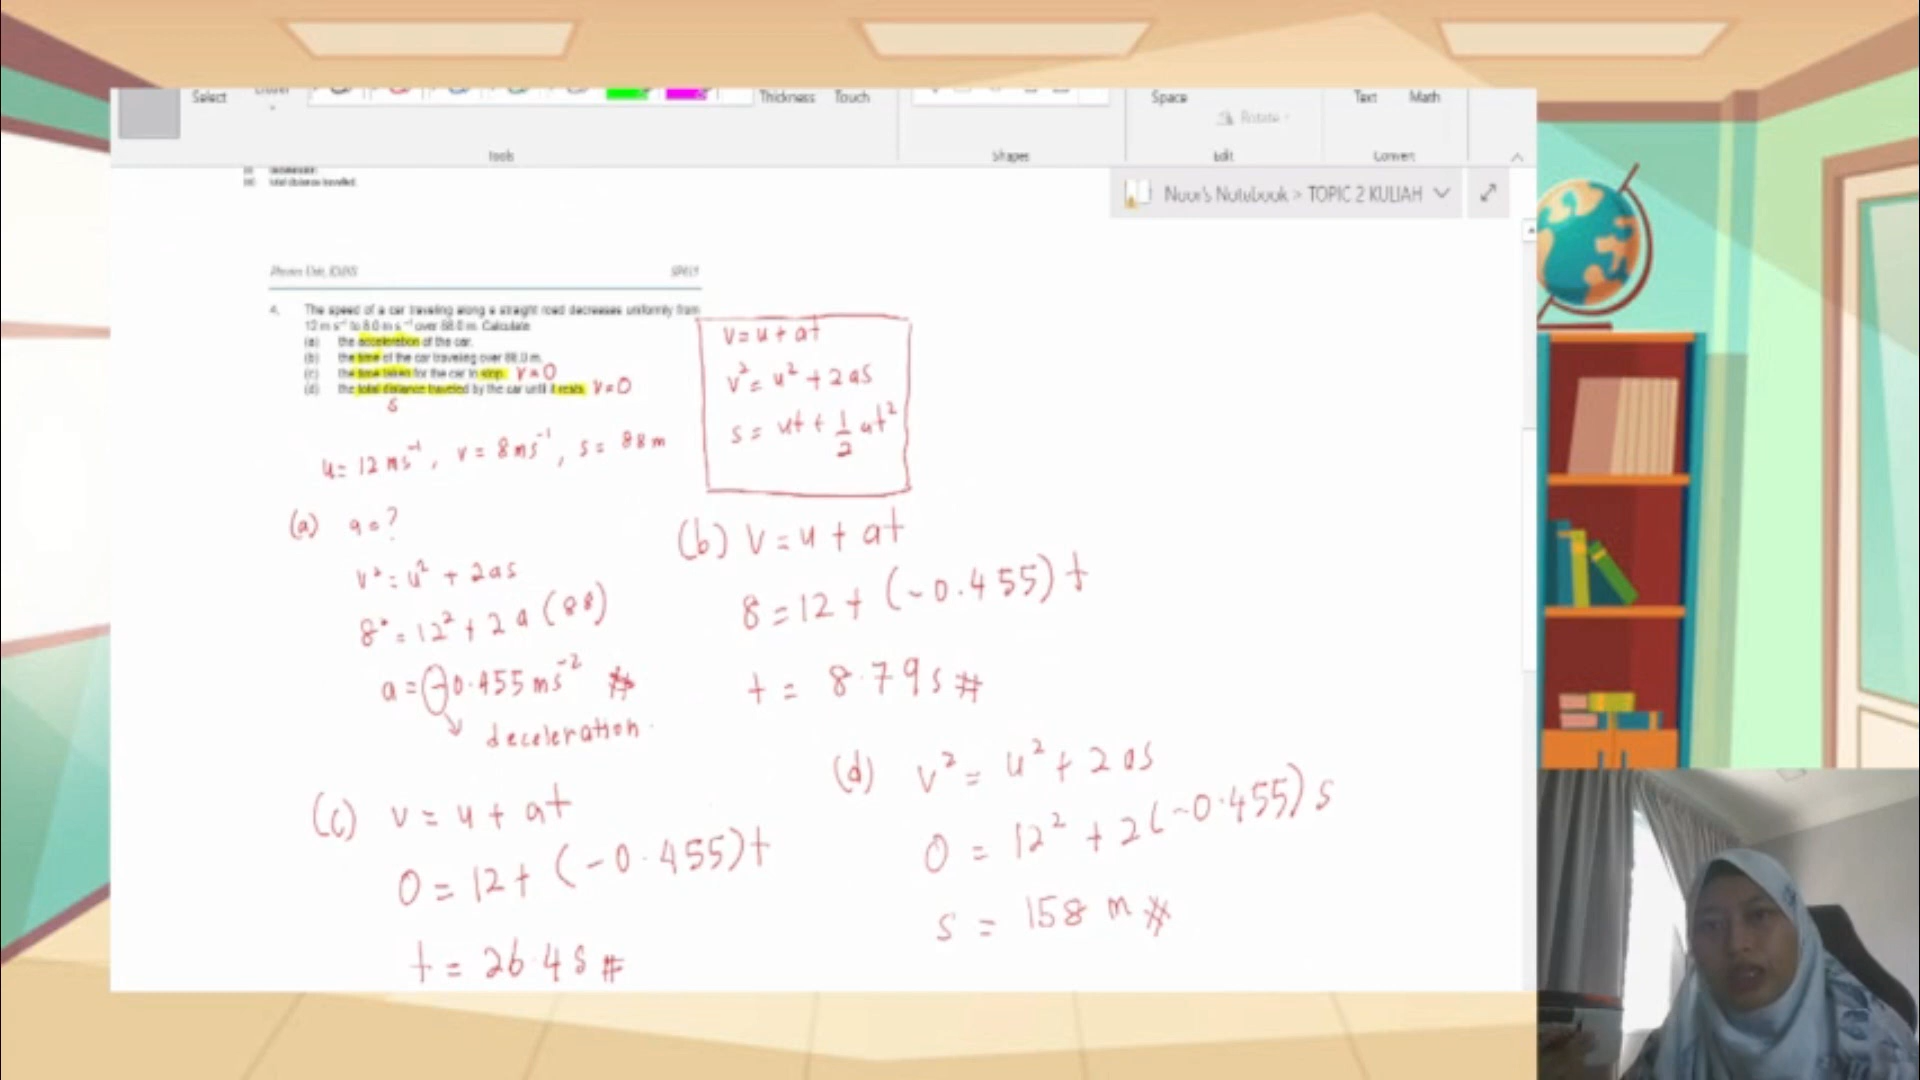 Select
Thickness Touch
Space
Text Math
Rotate
Tools
Shapes
Edit
Convert
total distance travelled.
Noor's Notebook > TOPIC 2 KULIAH
4. The speed of a car traveling along a straight road decreases uniformly from
12 m s⁻¹ to 8.0 m s⁻¹ over 88.0 m. Calculate
(a) the acceleration of the car.
(b) the time of the car traveling over 88.0 m.
(c) the time taken for the car to stop. v=0
(d) the total distance traveled by the car until it rests. v=0
s
v = u + at
v² = u² + 2as
s = ut + 1/2 at²
u = 12 ms⁻¹, v = 8 ms⁻¹, s = 88 m
(a) a = ?
v² = u² + 2as
8² = 12² + 2a (88)
a = -0.455 ms⁻² #
deceleration.
(b) v = u + at
8 = 12 + (-0.455) t
t = 8.79 s #
(c) v = u + at
0 = 12 + (-0.455) t
t = 26.4 s #
(d) v² = u² + 2as
0 = 12² + 2(-0.455) s
s = 158 m #